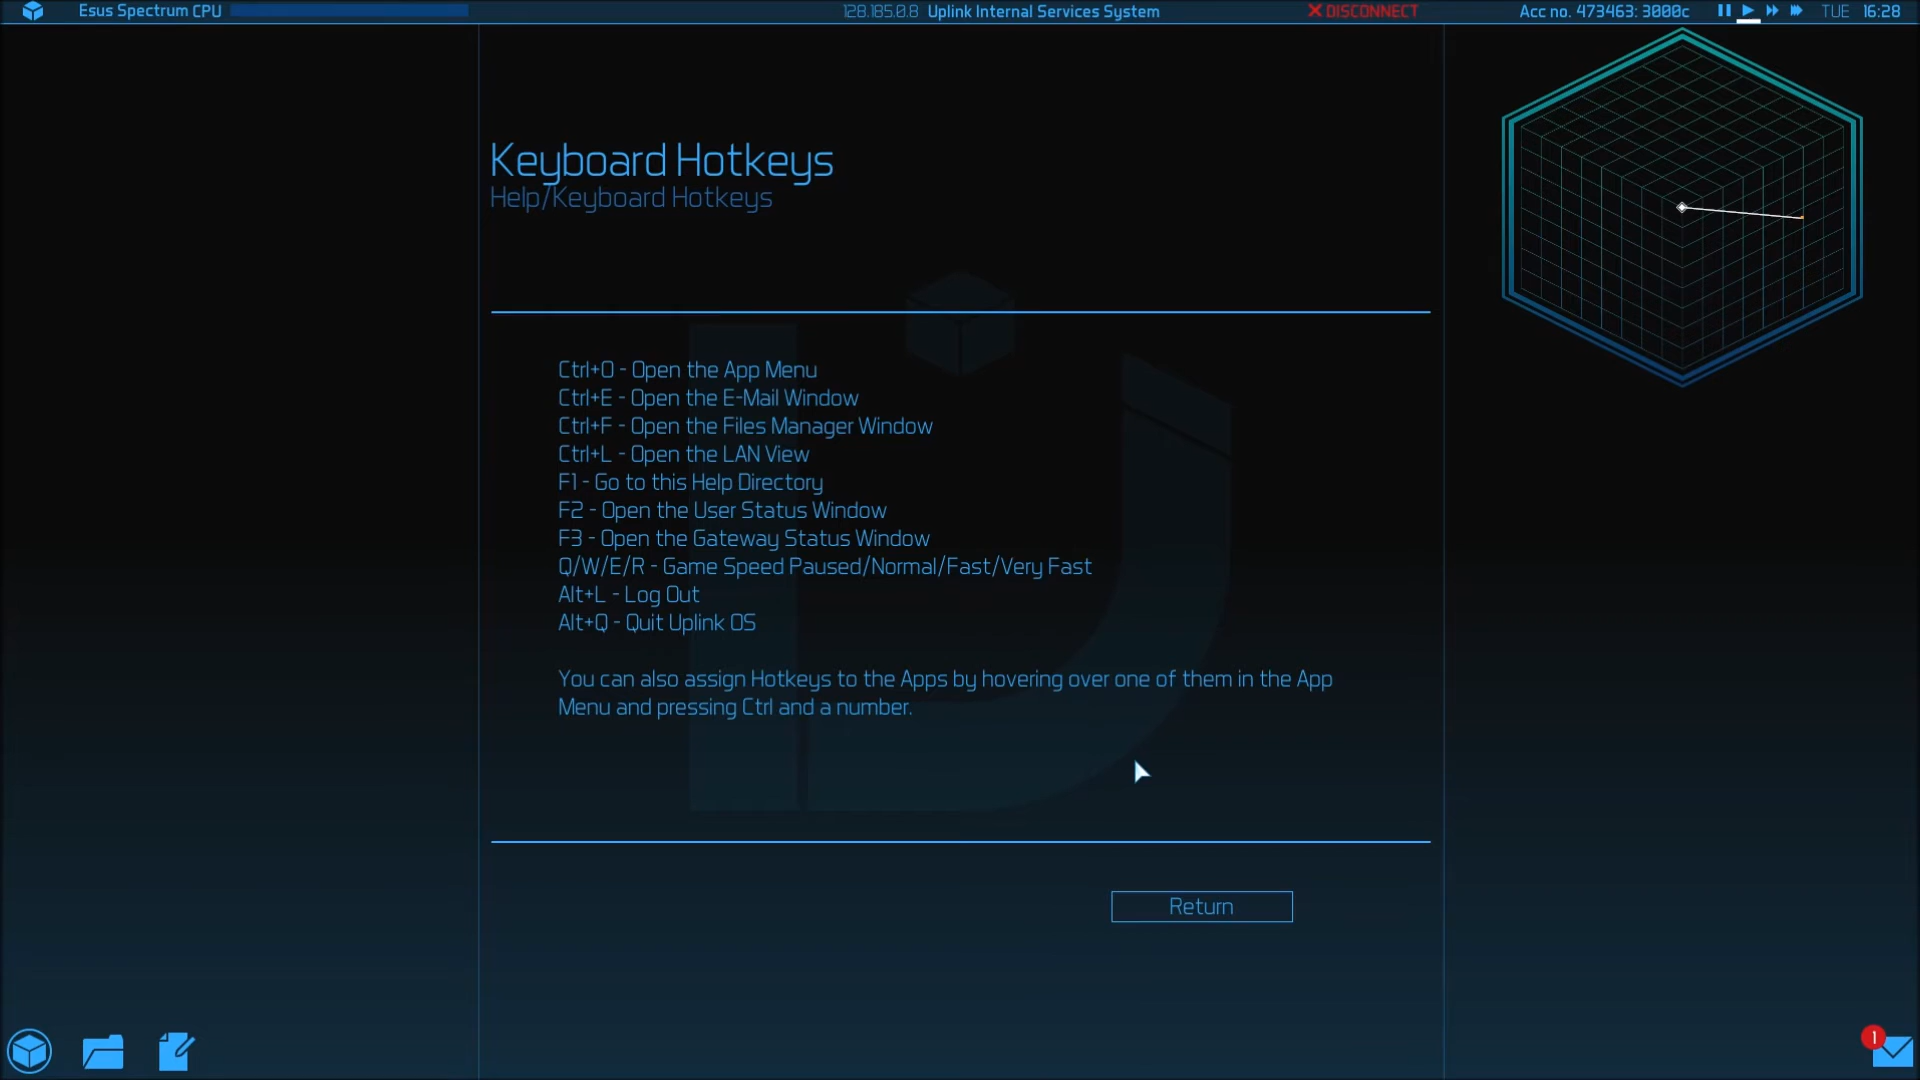 Esus Spectrum CPU
128.185.0.8 Uplink Internal Services System
DISCONNECT
Acc no. 473463: 3000c
TUE 16:28
Keyboard Hotkeys
Help/Keyboard Hotkeys
Ctrl+O - Open the App Menu
Ctrl+E - Open the E-Mail Window
Ctrl+F - Open the Files Manager Window
Ctrl+L - Open the LAN View
F1 - Go to this Help Directory
F2 - Open the User Status Window
F3 - Open the Gateway Status Window
Q/W/E/R - Game Speed Paused/Normal/Fast/Very Fast
Alt+L - Log Out
Alt+Q - Quit Uplink OS
You can also assign Hotkeys to the Apps by hovering over one of them in the App
Menu and pressing Ctrl and a number.
Return
1